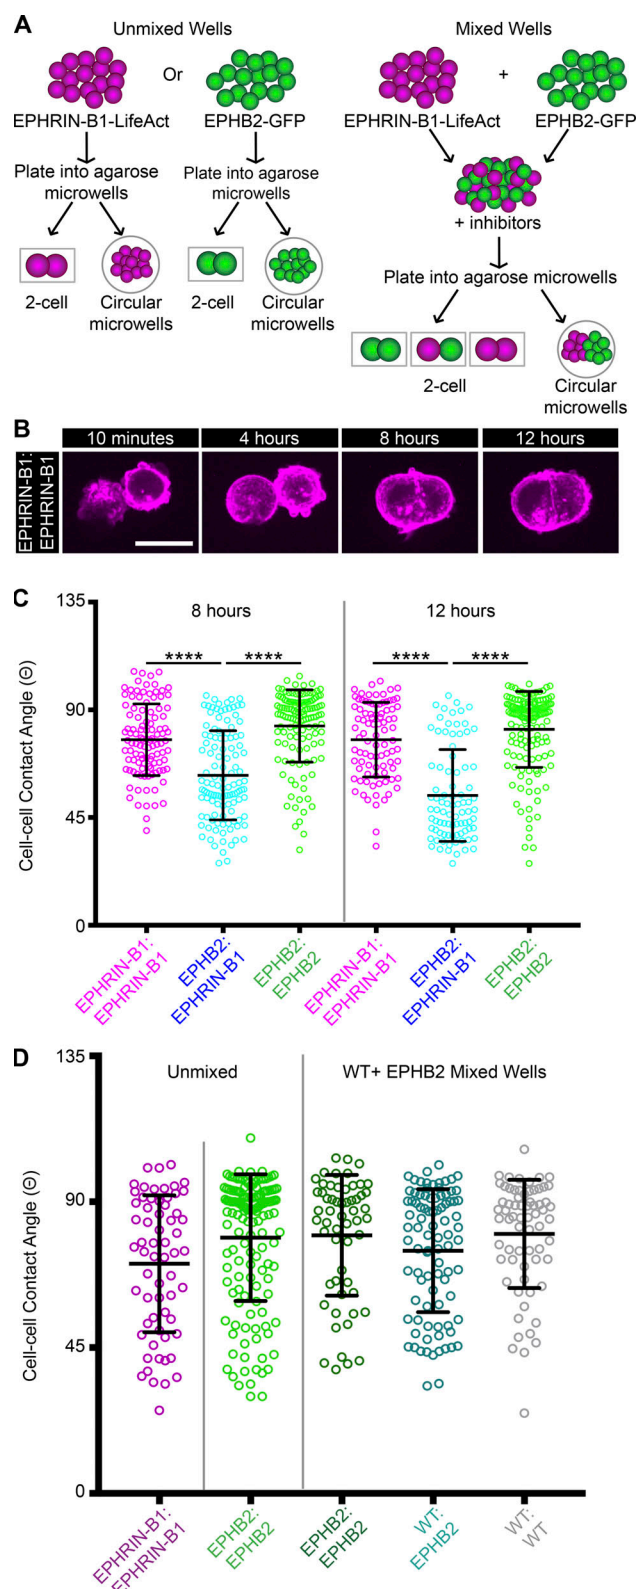 A
Unmixed Wells
Mixed Wells
Or
+
EPHRIN-B1-LifeAct
EPHB2-GFP
EPHRIN-B1-LifeAct
EPHB2-GFP
Plate into agarose
microwells
Plate into agarose
microwells
+ inhibitors
2-cell
Circular
microwells
2-cell
Circular
microwells
Plate into agarose microwells
2-cell
Circular
microwells
B
10 minutes
4 hours
8 hours
12 hours
EPHRIN-B1:
EPHRIN-B1
C
135
90
45
0
Cell-cell Contact Angle (Θ)
8 hours
12 hours
****
****
****
****
EPHRIN-B1:
EPHRIN-B1
EPHB2:
EPHRIN-B1
EPHB2:
EPHB2
EPHRIN-B1:
EPHRIN-B1
EPHB2:
EPHRIN-B1
EPHB2:
EPHB2
D
135
90
45
0
Cell-cell Contact Angle (Θ)
Unmixed
WT+ EPHB2 Mixed Wells
EPHRIN-B1:
EPHRIN-B1
EPHB2:
EPHB2
EPHB2:
EPHB2
WT:
EPHB2
WT:
WT